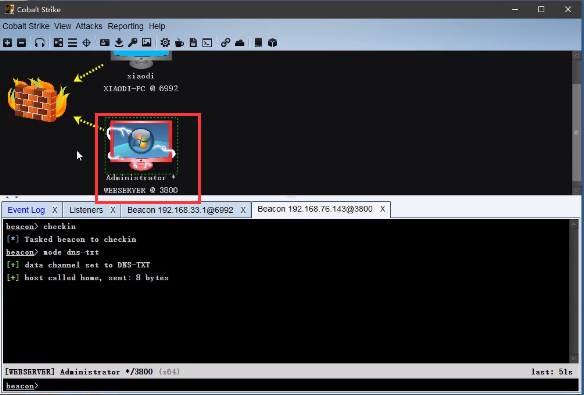 Cobalt Strike
Cobalt Strike View Attacks Reporting Help
xiaodi
XIAODI-PC @ 6992
Administrator *
WEBSERVER @ 3800
Event Log X Listeners X Beacon 192.168.33.1@6992 X Beacon 192.168.76.143@3800 X
beacon> checkin
[*] Tasked beacon to checkin
beacon> mode dns-txt
[+] data channel set to DNS-TXT
[+] host called home, sent: 8 bytes
[WEBSERVER] Administrator */3800 (x64) last: 51s
beacon>